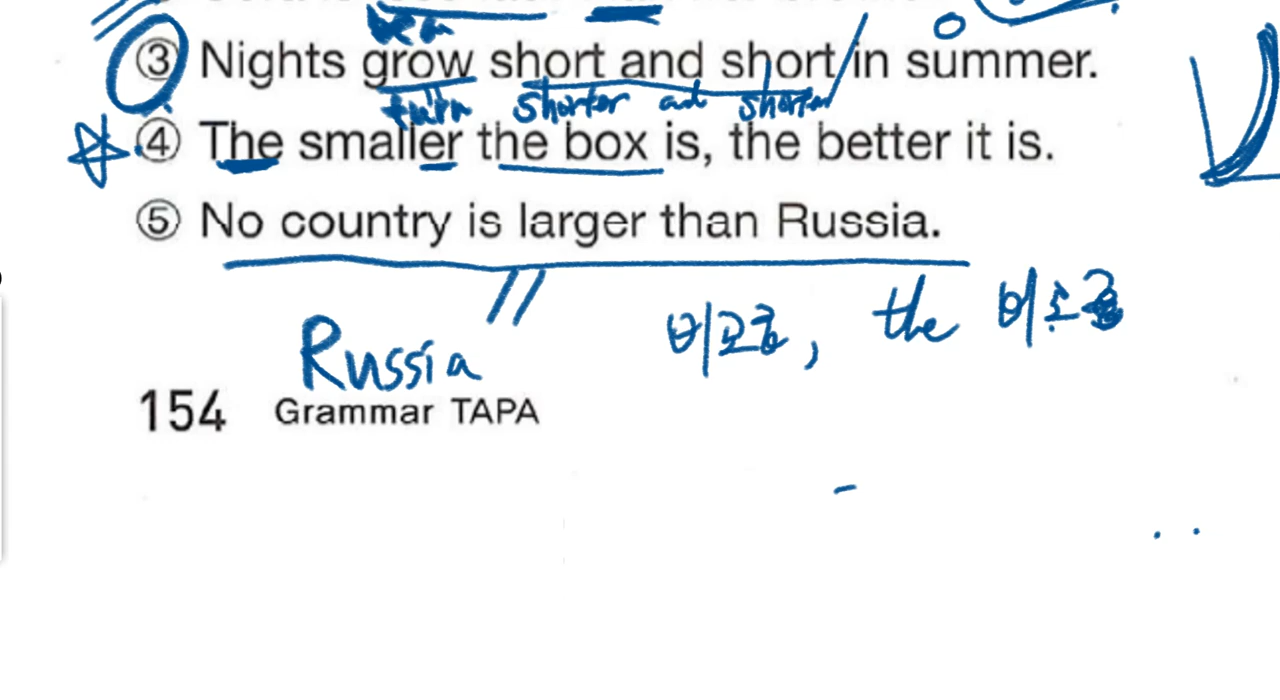 ③ Nights grow short and short in summer.
turn shorter and shorter
④ The smaller the box is, the better it is.
⑤ No country is larger than Russia.
비교급, the 비교급
Russia
154 Grammar TAPA